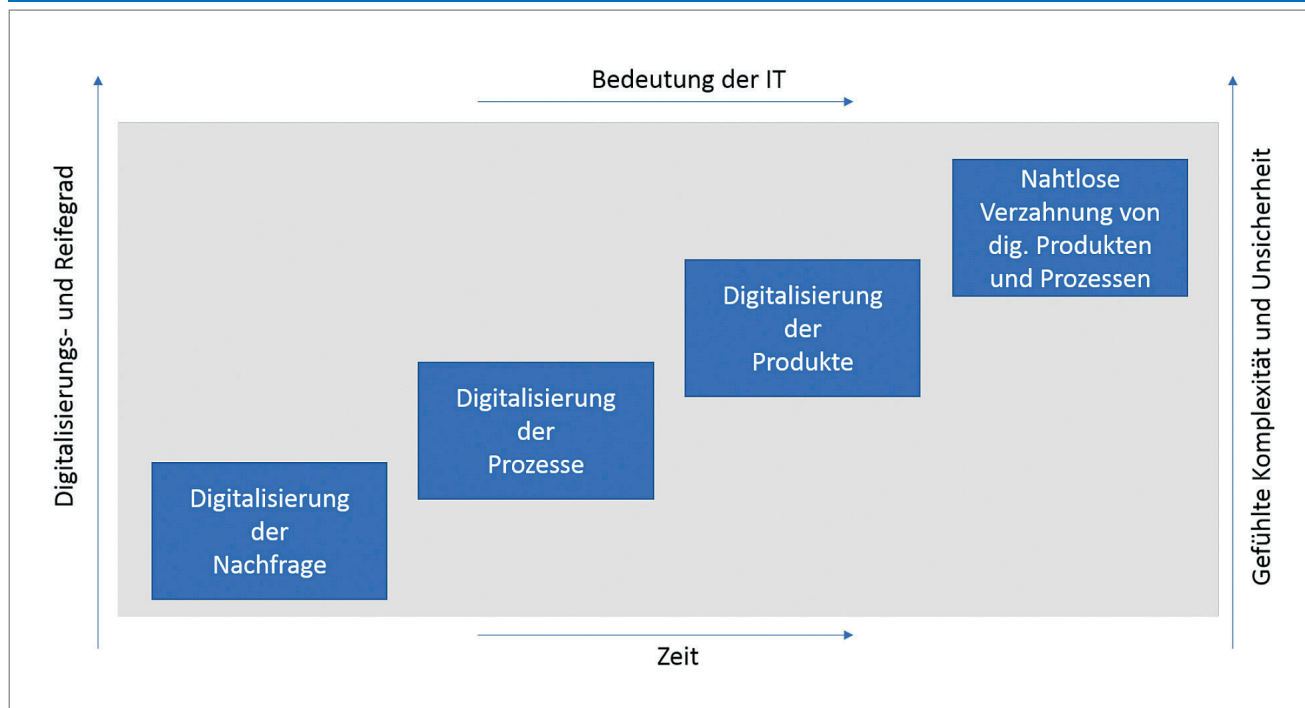 Bedeutung der IT
Digitalisierungs- und Reifegrad
Digitalisierung
der
Nachfrage
Digitalisierung
der
Prozesse
Digitalisierung
der
Produkte
Nahtlose
Verzahnung von
dig. Produkten
und Prozessen
Gefühlte Komplexität und Unsicherheit
Zeit